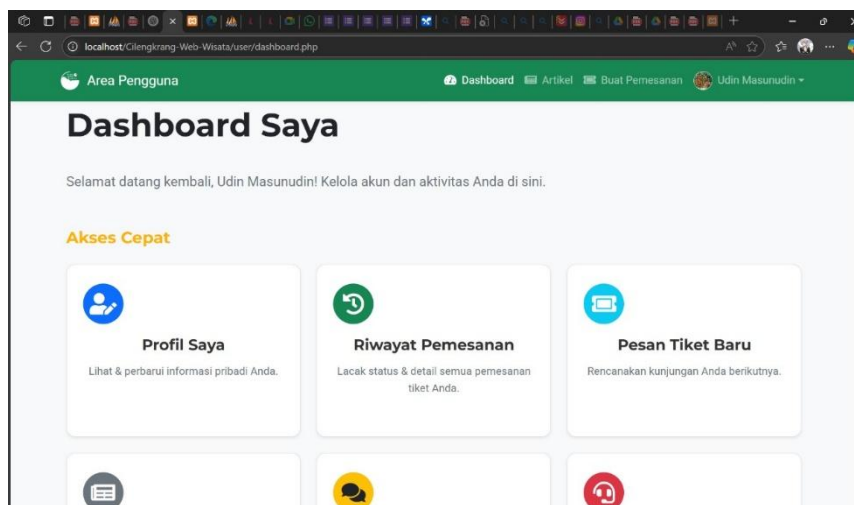 localhost/Cilengkrang-Web-Wisata/user/dashboard.php
Area Pengguna
Dashboard
Artikel
Buat Pemesanan
Udin Masunudin
Dashboard Saya
Selamat datang kembali, Udin Masunudin! Kelola akun dan aktivitas Anda di sini.
Akses Cepat
Profil Saya
Lihat & perbarui informasi pribadi Anda.
Riwayat Pemesanan
Lacak status & detail semua pemesanan
tiket Anda.
Pesan Tiket Baru
Rencanakan kunjungan Anda berikutnya.